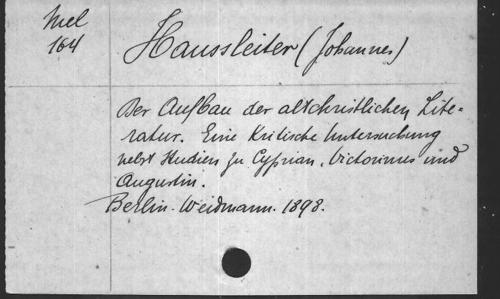 Mel
164
Haussleiter (Johannes)
Der Aufbau der altchristlichen Lite-
ratur. Eine kritische Untersuchung
nebst Studien zu Cyprian, Victorinus und
Augustin.
Berlin. Weidmann. 1898.